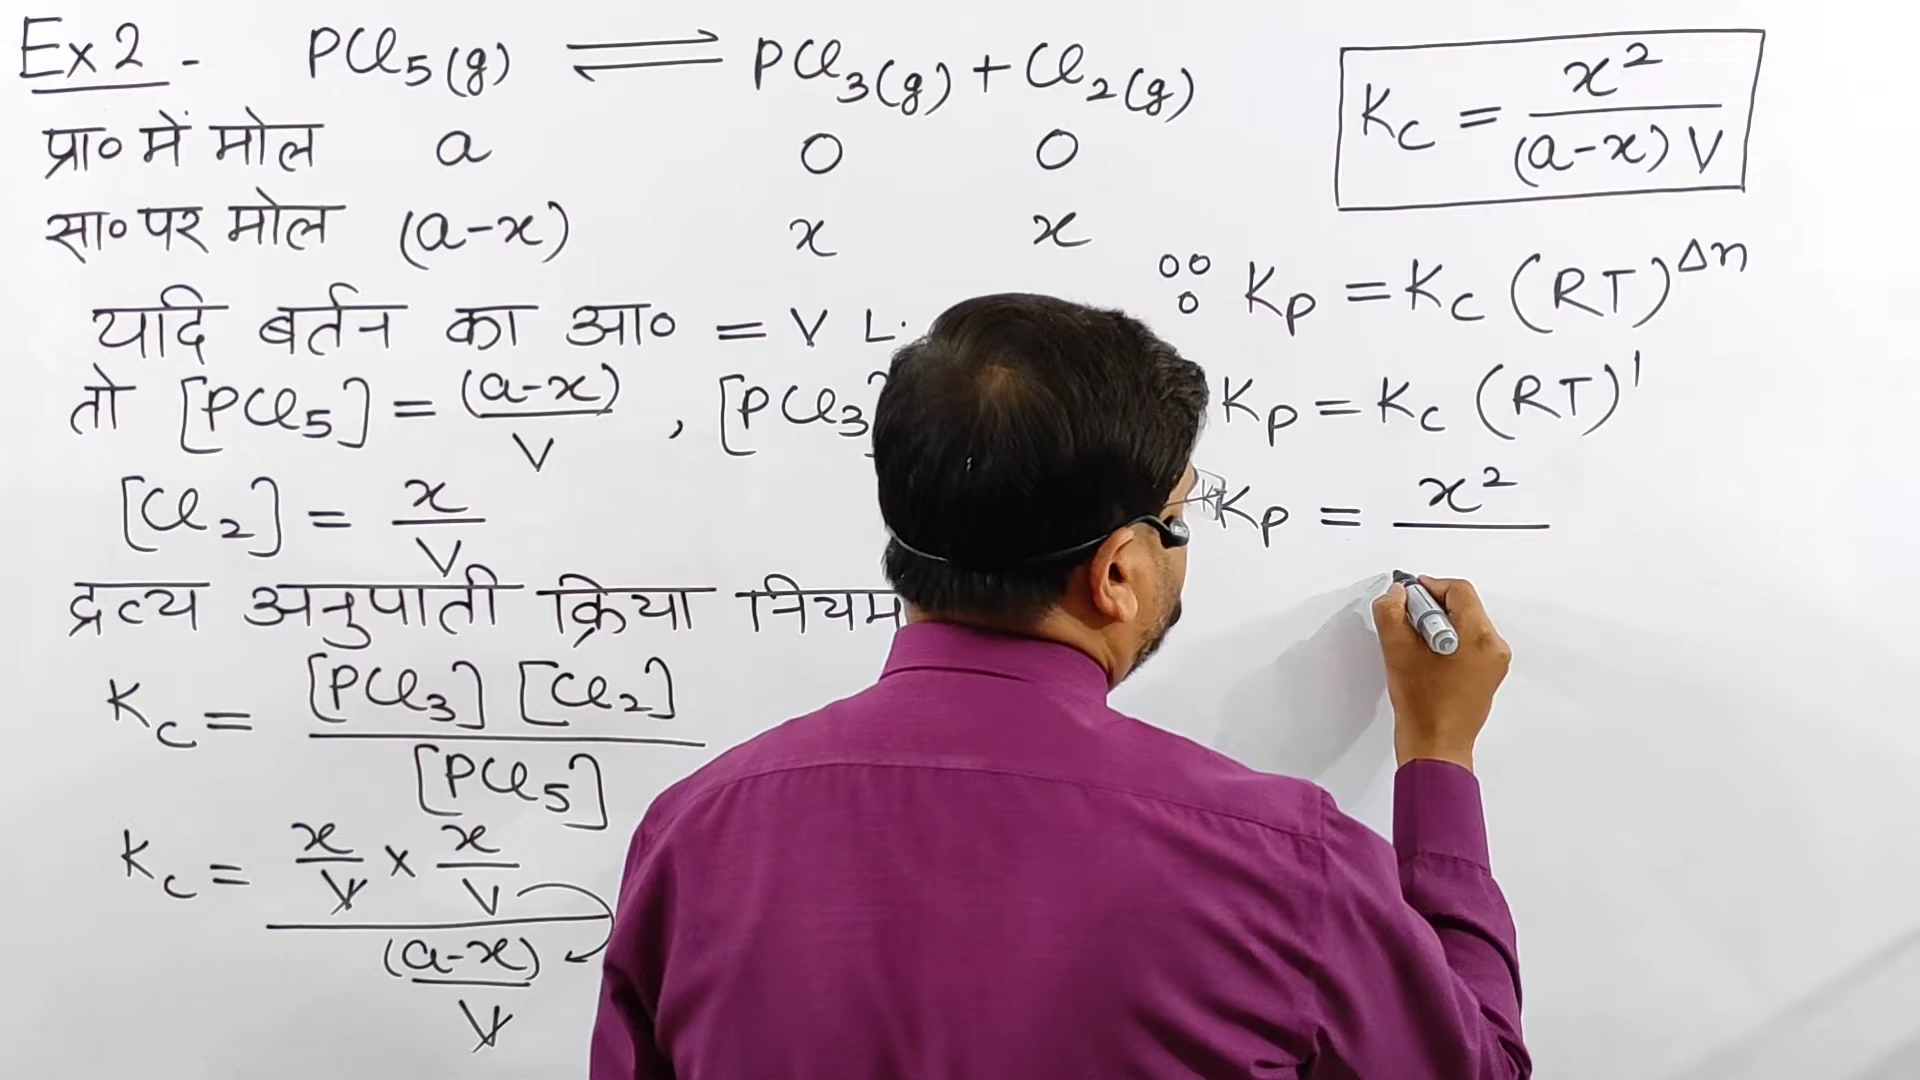 Ex 2 - PCl₅(g) ⇌ PCl₃(g) + Cl₂(g)
प्रा० में मोल a 0 0
सा० पर मोल (a-x) x x
यदि बर्तन का आ० = V L.
तो [PCl₅] = (a-x)/V , [PCl₃]
[Cl₂] = x/V
द्रव्य अनुपाती क्रिया नियम
Kc = [PCl₃] [Cl₂] / [PCl₅]
Kc = x/V × x/V / (a-x)/V
Kc = x² / (a-x) V
∵ Kp = Kc (RT)^Δn
Kp = Kc (RT)¹
Kp = x²